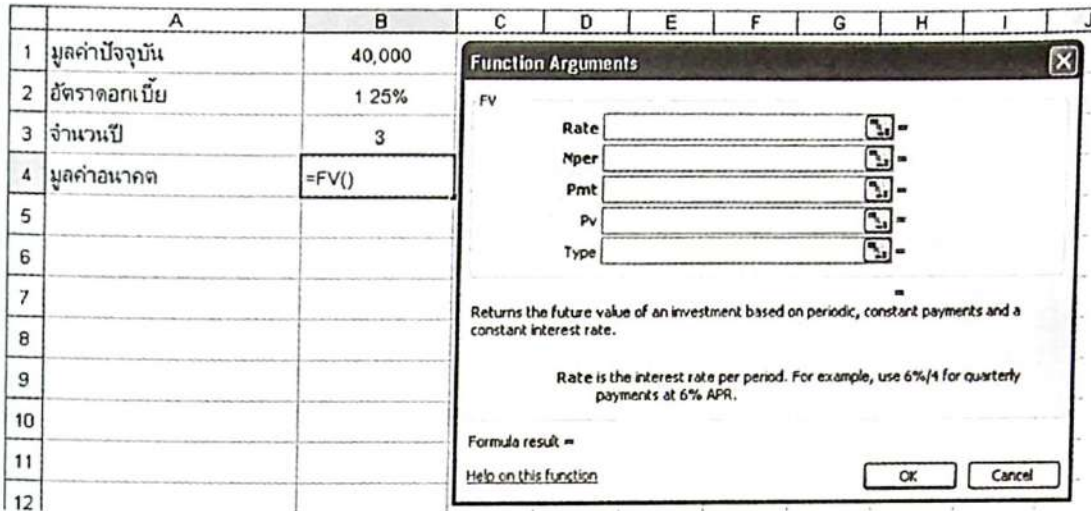 A B C D E F G H I J
1 มูลค่าปัจจุบัน 40,000
2 อัตราดอกเบี้ย 1.25%
3 จำนวนปี 3
4 มูลค่าอนาคต =FV()
5
6
7
8
9
10
11
12
Function Arguments
FV
Rate =
Nper =
Pmt =
Pv =
Type =
=
Returns the future value of an investment based on periodic, constant payments and a
constant interest rate.
Rate is the interest rate per period. For example, use 6%/4 for quarterly
payments at 6% APR.
Formula result =
Help on this function OK Cancel